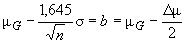 μ_G − 1,645/√n σ = b = μ_G − Δμ/2